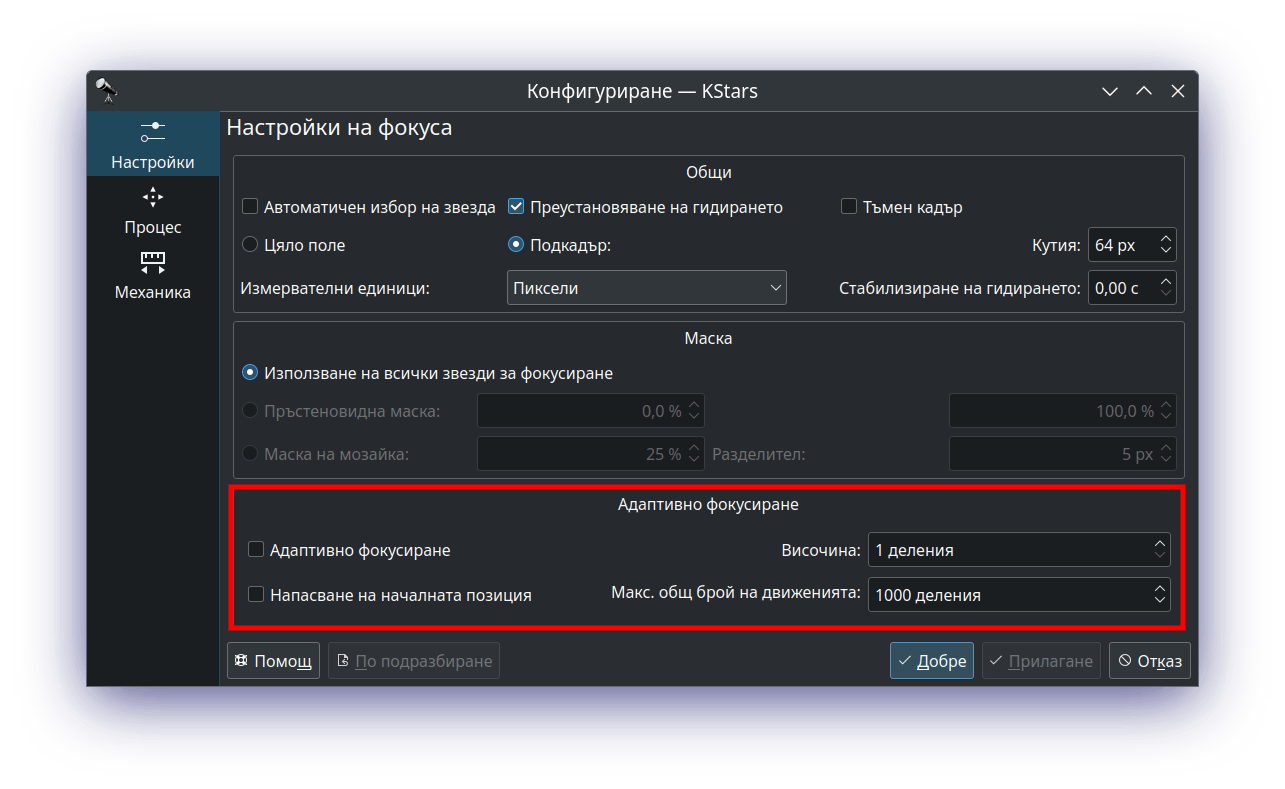 Конфигуриране — KStars
Настройки
Процес
Механика
Настройки на фокуса
Общи
Автоматичен избор на звезда Преустановяване на гидирането Тъмен кадър
Цяло поле Подкадър: Кутия: 64 px
Измервателни единици: Пиксели Стабилизиране на гидирането: 0,00 с
Маска
Използване на всички звезди за фокусиране
Пръстеновидна маска: 0,0 % 100,0 %
Маска на мозайка: 25 % Разделител: 5 px
Адаптивно фокусиране
Адаптивно фокусиране Височина: 1 деления
Напасване на началната позиция Макс. общ брой на движенията: 1000 деления
Помощ По подразбиране Добре Прилагане Отказ